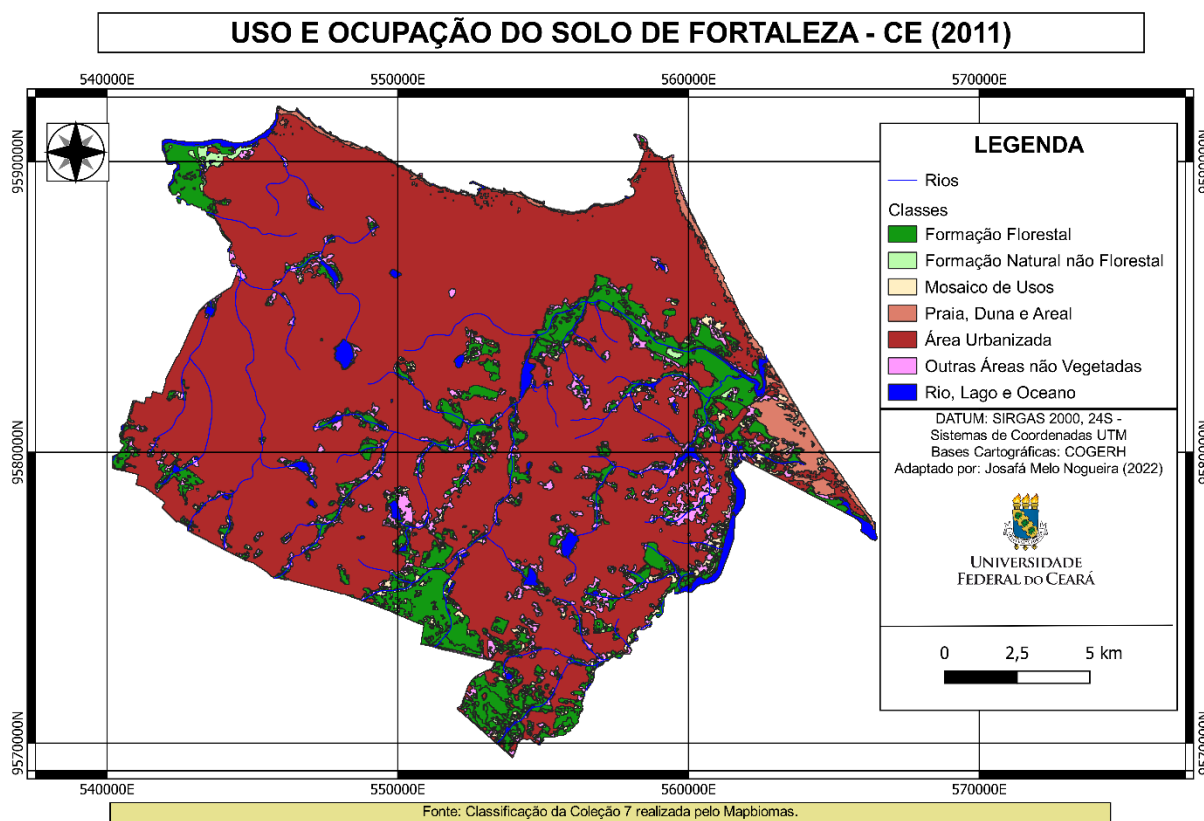 USO E OCUPAÇÃO DO SOLO DE FORTALEZA - CE (2011)
540000E 550000E 560000E 570000E
9590000N 9590000N
9580000N 9580000N
9570000N 9570000N
LEGENDA
Rios
Classes
Formação Florestal
Formação Natural não Florestal
Mosaico de Usos
Praia, Duna e Areal
Área Urbanizada
Outras Áreas não Vegetadas
Rio, Lago e Oceano
DATUM: SIRGAS 2000, 24S -
Sistemas de Coordenadas UTM
Bases Cartográficas: COGERH
Adaptado por: Josafá Melo Nogueira (2022)
UNIVERSIDADE
FEDERAL DO CEARÁ
0 2,5 5 km
540000E 550000E 560000E 570000E
Fonte: Classificação da Coleção 7 realizada pelo Mapbiomas.